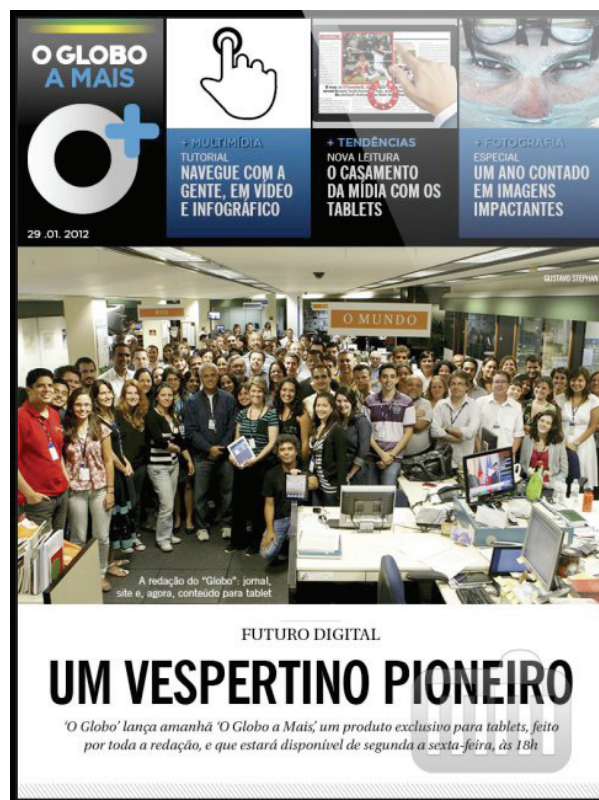 O GLOBO
A MAIS
29 .01. 2012
+ MULTIMÍDIA
TUTORIAL
NAVEGUE COM A
GENTE, EM VÍDEO
E INFOGRÁFICO
+ TENDÊNCIAS
NOVA LEITURA
O CASAMENTO
DA MÍDIA COM OS
TABLETS
+ FOTOGRAFIA
ESPECIAL
UM ANO CONTADO
EM IMAGENS
IMPACTANTES
GUSTAVO STEPHAN
RIO
O MUNDO
A redação do "Globo": jornal,
site e, agora, conteúdo para tablet
FUTURO DIGITAL
UM VESPERTINO PIONEIRO
'O Globo' lança amanhã 'O Globo a Mais', um produto exclusivo para tablets, feito
por toda a redação, e que estará disponível de segunda a sexta-feira, às 18h